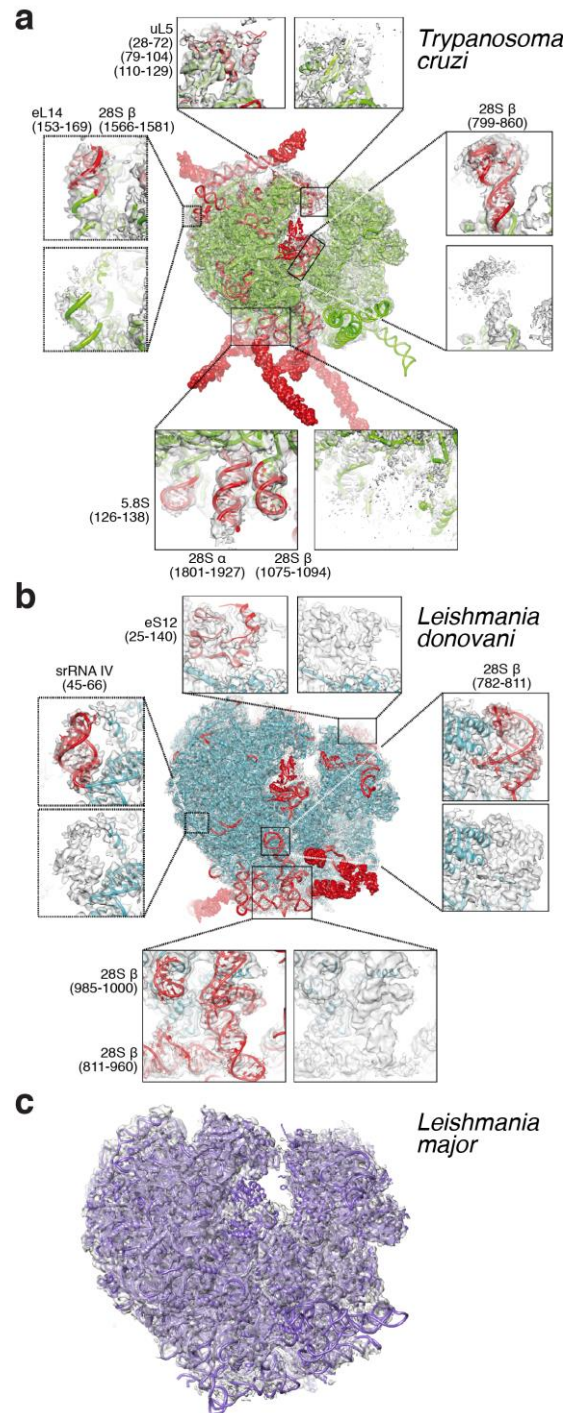 a
uL5
(28-72)
(79-104)
(110-129)
Trypanosoma
cruzi
eL14 28S β
(153-169) (1566-1581)
28S β
(799-860)
5.8S
(126-138)
28S α 28S β
(1801-1927) (1075-1094)
b
eS12
(25-140)
Leishmania
donovani
srRNA IV
(45-66)
28S β
(782-811)
28S β
(985-1000)
28S β
(811-960)
c
Leishmania
major